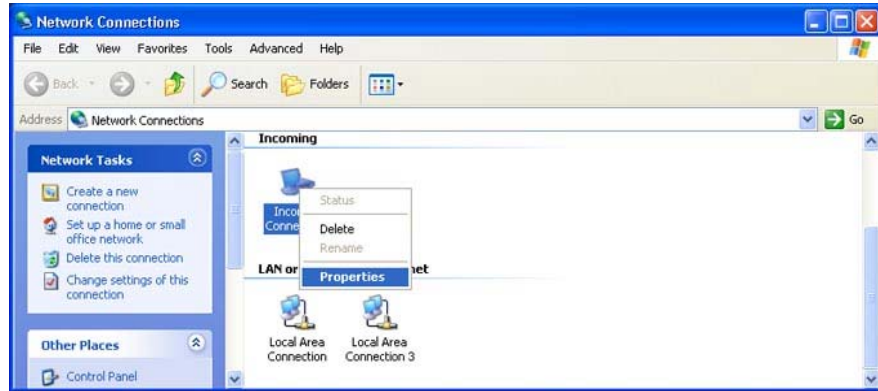 Network Connections
File Edit View Favorites Tools Advanced Help
Back Search Folders
Address Network Connections Go
Network Tasks
Create a new
connection
Set up a home or small
office network
Delete this connection
Change settings of this
connection
Other Places
Control Panel
Incoming
Status
Delete
Rename
Properties
LAN or
Local Area
Connection
Local Area
Connection 3